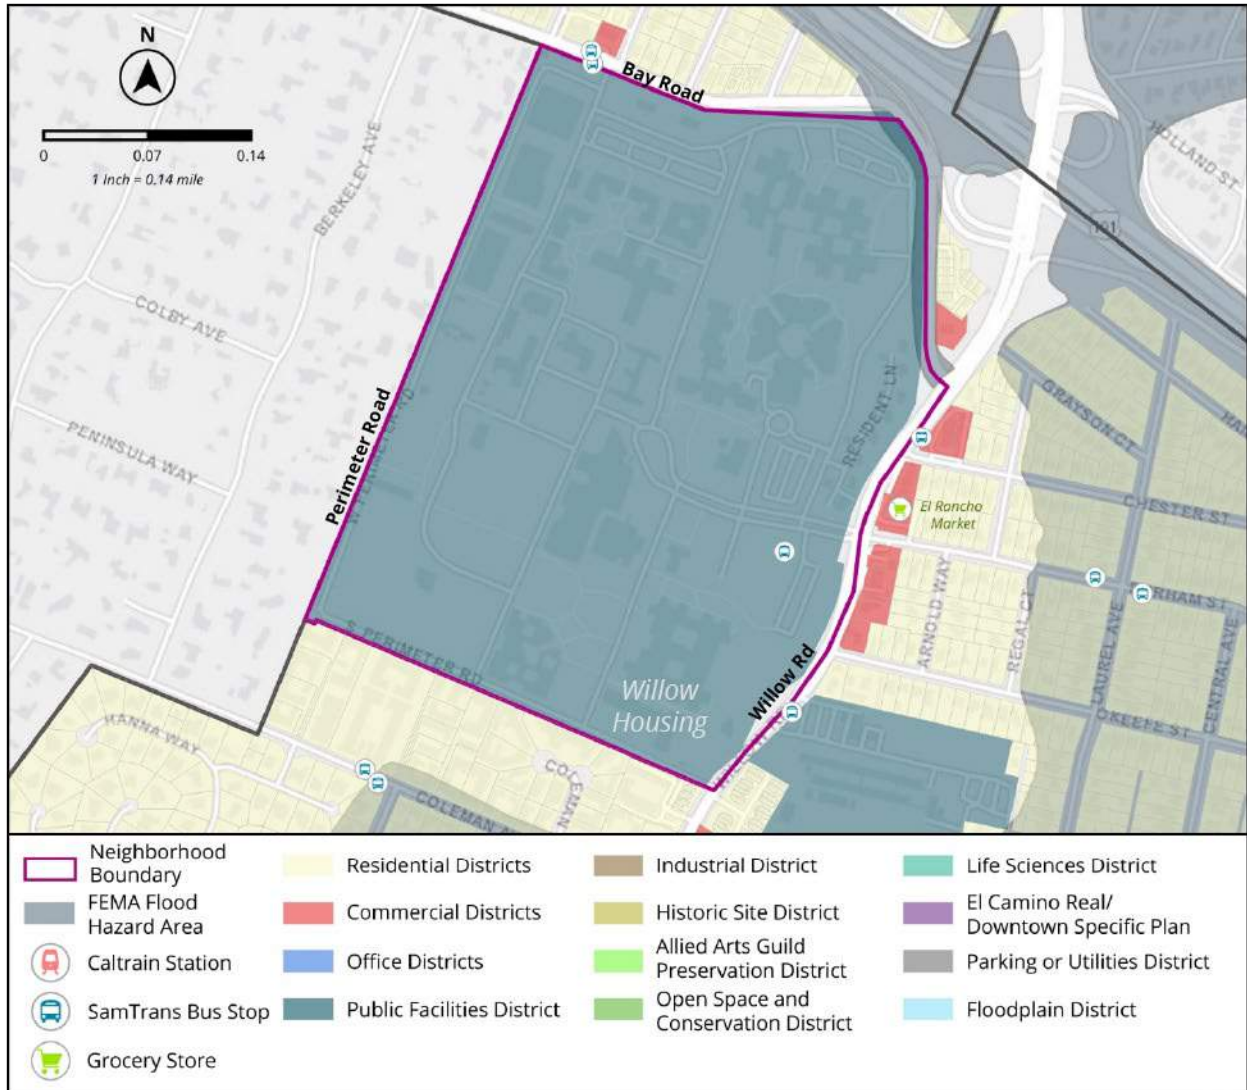 N
0
0.07
0.14
1 inch = 0.14 mile
Bay Road
BERKELEY AVE
HOLLAND ST
101
COLBY AVE
PENINSULA WAY
Perimeter Road
W PERIMETER RD
RESIDENT LN
GRAYSON CT
CHESTER ST
El Rancho
Market
ARNOLD WAY
REGAL CT
LAUREL AVE
CENTRAL AVE
OKEEFE ST
S PERIMETER RD
Willow
Housing
Willow Rd
HANNA WAY
COLEMAN
COLEMAN AV
Neighborhood
Boundary
FEMA Flood
Hazard Area
Caltrain Station
SamTrans Bus Stop
Grocery Store
Residential Districts
Commercial Districts
Office Districts
Public Facilities District
Industrial District
Historic Site District
Allied Arts Guild
Preservation District
Open Space and
Conservation District
Life Sciences District
El Camino Real/
Downtown Specific Plan
Parking or Utilities District
Floodplain District